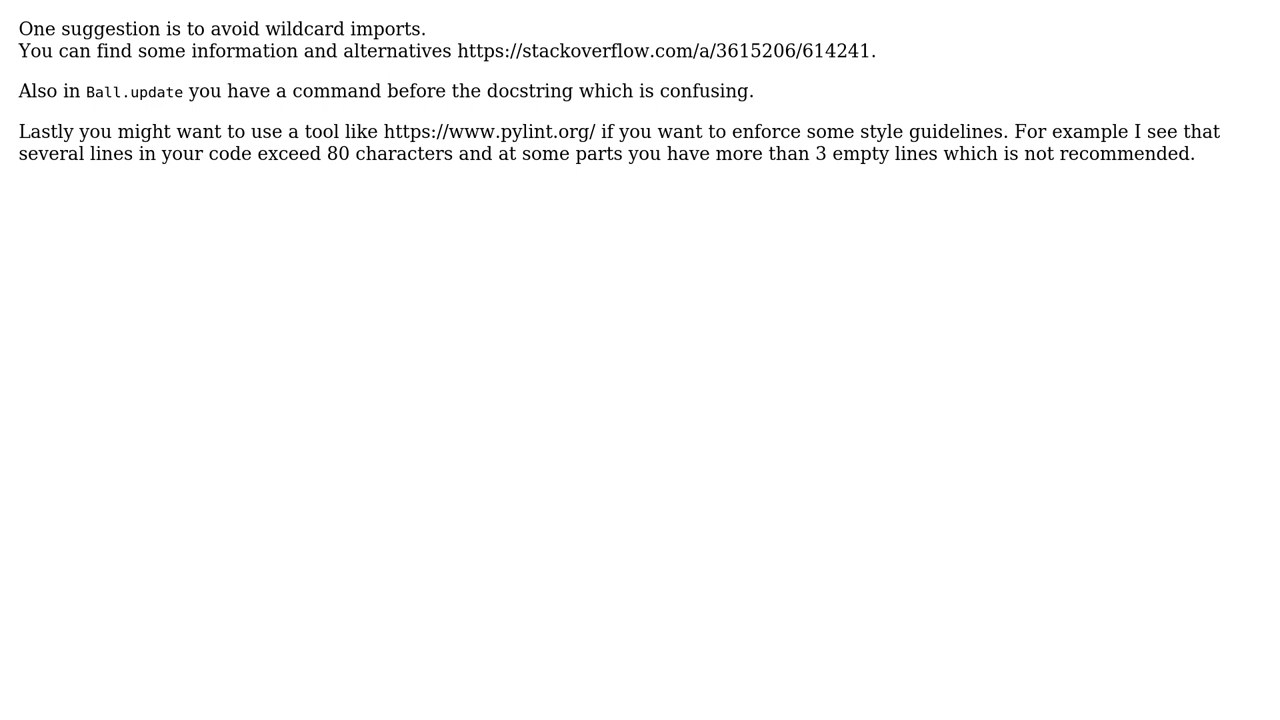 One suggestion is to avoid wildcard imports.
You can find some information and alternatives https://stackoverflow.com/a/3615206/614241.
Also in Ball.update you have a command before the docstring which is confusing.
Lastly you might want to use a tool like https://www.pylint.org/ if you want to enforce some style guidelines. For example I see that
several lines in your code exceed 80 characters and at some parts you have more than 3 empty lines which is not recommended.